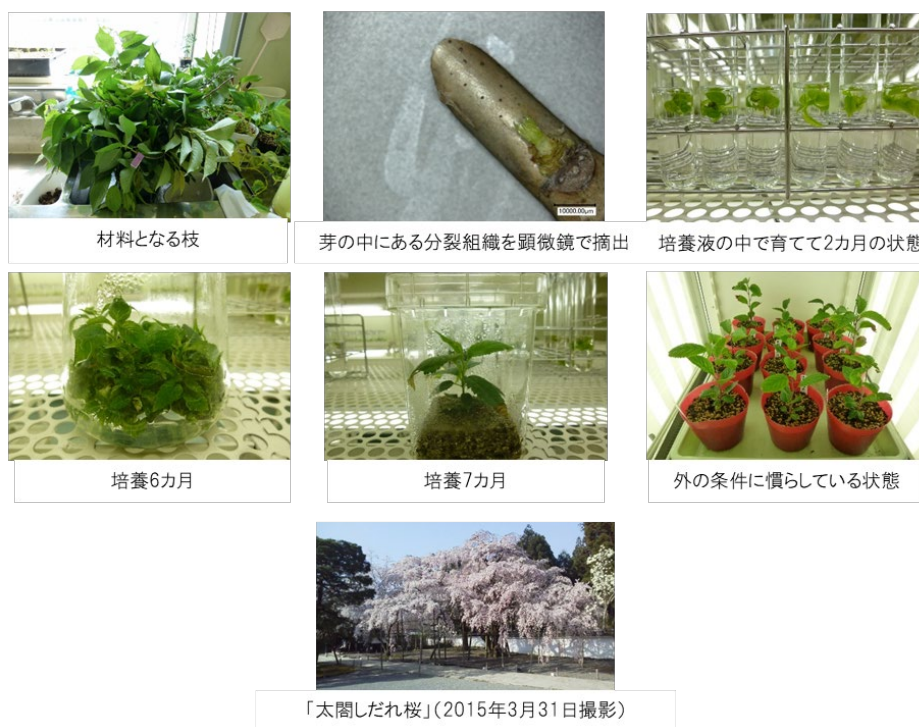 材料となる枝
10000.00μm
芽の中にある分裂組織を顕微鏡で摘出
培養液の中で育てて2カ月の状態
培養6カ月
培養7カ月
外の条件に慣らしている状態
「太閤しだれ桜」(2015年3月31日撮影)